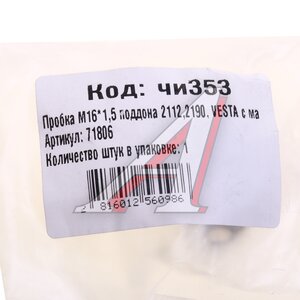 Код: чи353
Пробка М16*1,5 поддона 2112,2190, VESTA с ма
Артикул: 71806
Количество штук в упаковке: 1
816012 560986